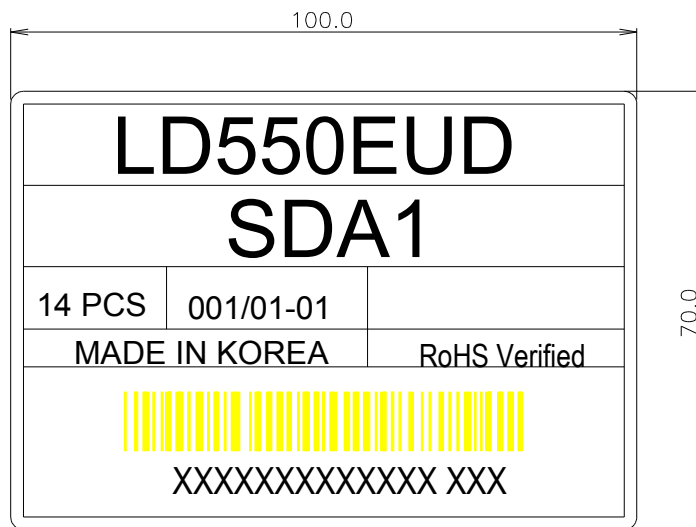 100.0
LD550EUD
SDA1
14 PCS 001/01-01
70.0
MADE IN KOREA RoHS Verified
XXXXXXXXXXXXX XXX